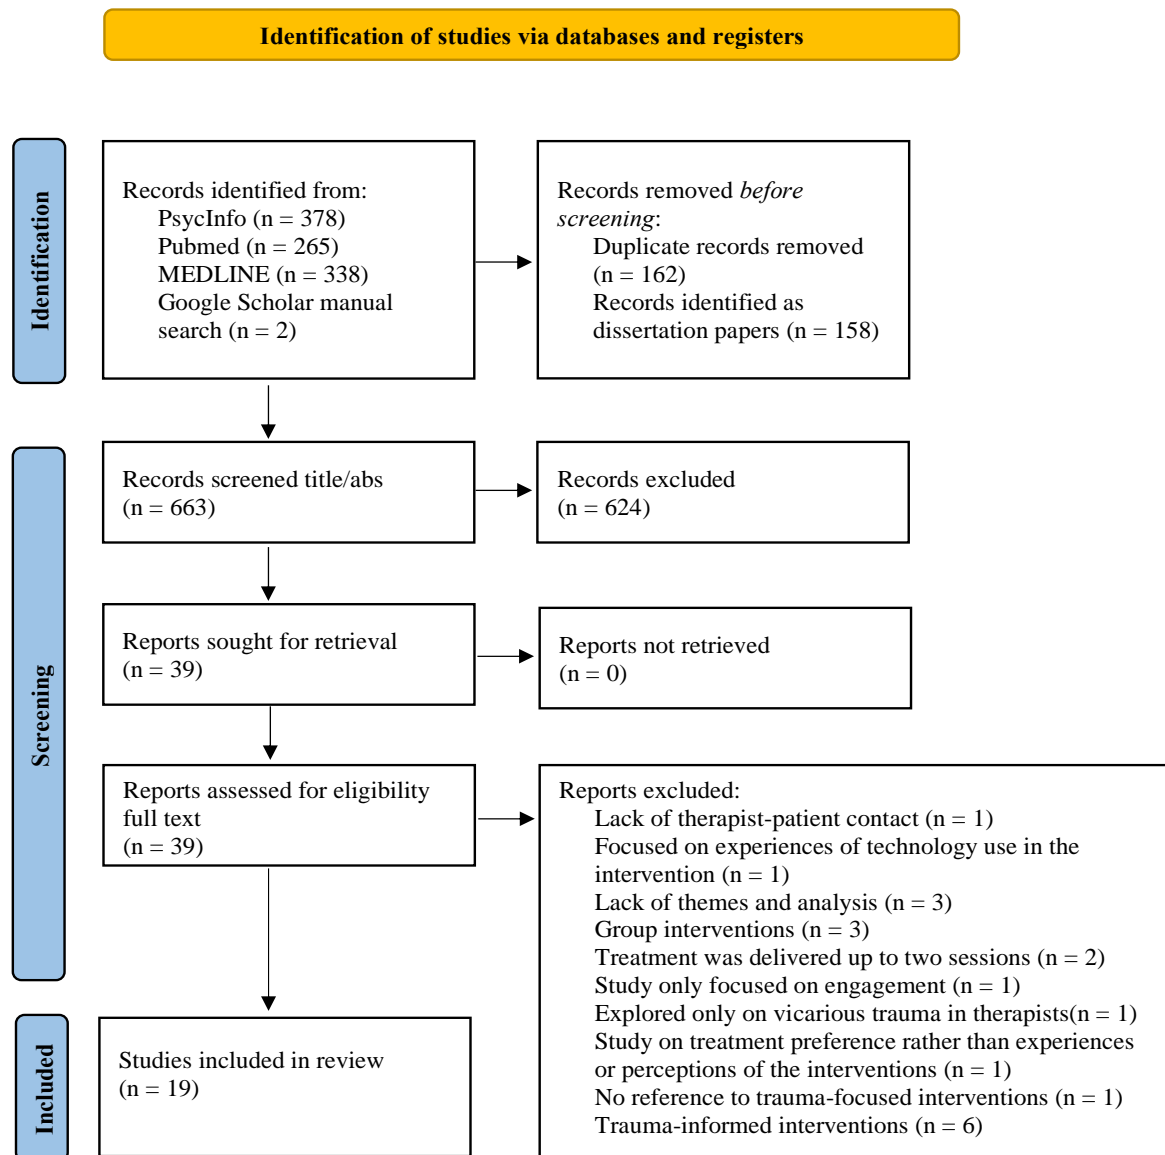 Identification of studies via databases and registers
Identification
Records identified from:
PsycInfo (n = 378)
Pubmed (n = 265)
MEDLINE (n = 338)
Google Scholar manual
search (n = 2)
Records removed before
screening:
Duplicate records removed
(n = 162)
Records identified as
dissertation papers (n = 158)
Screening
Records screened title/abs
(n = 663)
Records excluded
(n = 624)
Reports sought for retrieval
(n = 39)
Reports not retrieved
(n = 0)
Reports assessed for eligibility
full text
(n = 39)
Reports excluded:
Lack of therapist-patient contact (n = 1)
Focused on experiences of technology use in the
intervention (n = 1)
Lack of themes and analysis (n = 3)
Group interventions (n = 3)
Treatment was delivered up to two sessions (n = 2)
Study only focused on engagement (n = 1)
Explored only on vicarious trauma in therapists(n = 1)
Study on treatment preference rather than experiences
or perceptions of the interventions (n = 1)
No reference to trauma-focused interventions (n = 1)
Trauma-informed interventions (n = 6)
Included
Studies included in review
(n = 19)